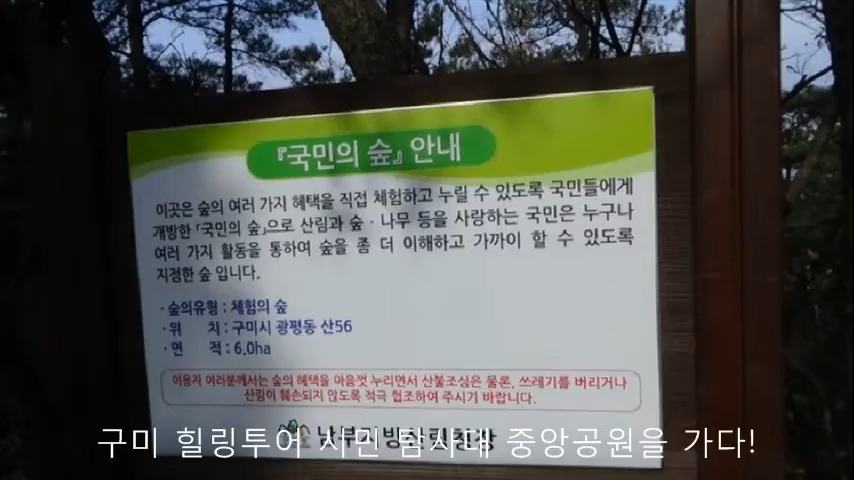 『국민의 숲』 안내
이곳은 숲의 여러 가지 혜택을 직접 체험하고 누릴 수 있도록 국민들에게
개방한 「국민의 숲」으로 산림과 숲 · 나무 등을 사랑하는 국민은 누구나
여러 가지 활동을 통하여 숲을 좀 더 이해하고 가까이 할 수 있도록
지정한 숲 입니다.
· 숲의유형 : 체험의 숲
· 위 치 : 구미시 광평동 산56
· 면 적 : 6.0ha
이용자 여러분께서는 숲의 혜택을 마음껏 누리면서 산불조심은 물론, 쓰레기를 버리거나
산림이 훼손되지 않도록 적극 협조하여 주시기 바랍니다.
구미 힐링투어 시민 탐사대 중앙공원을 가다!